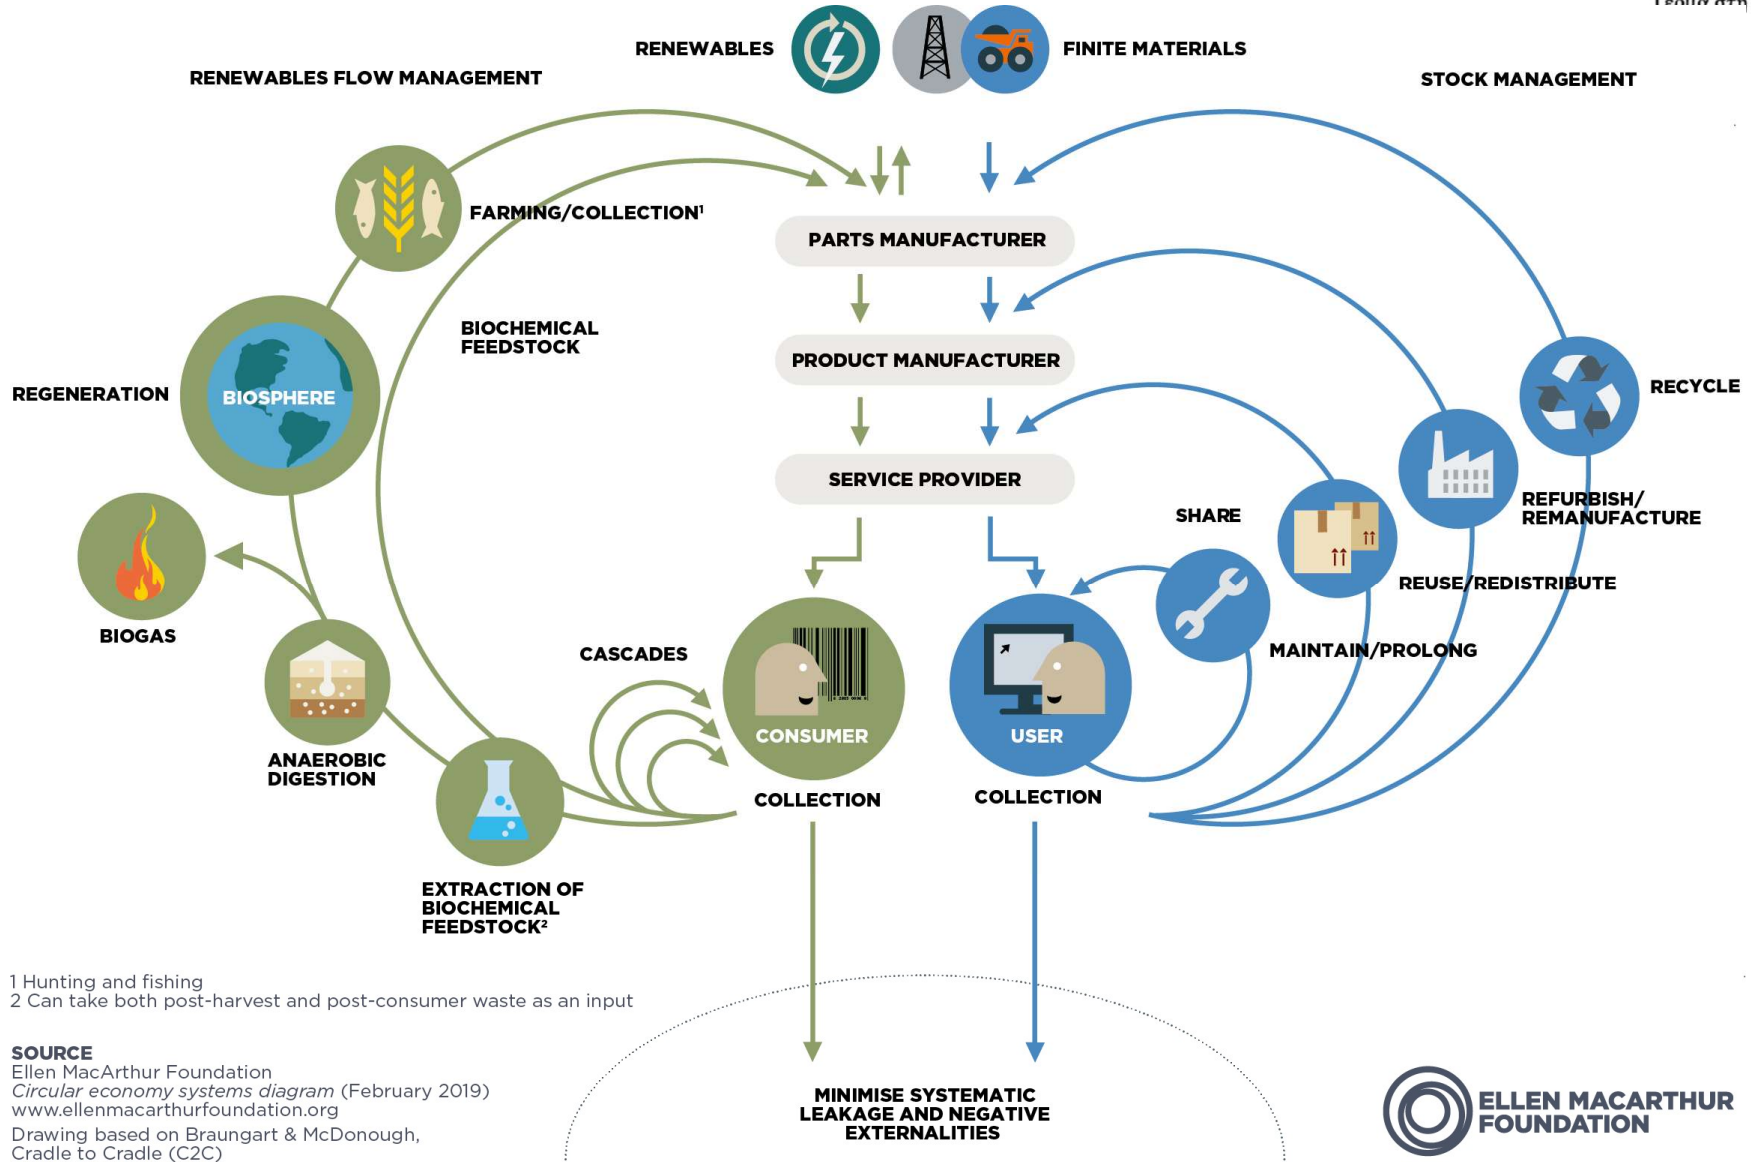 RENEWABLES
FINITE MATERIALS
RENEWABLES FLOW MANAGEMENT
STOCK MANAGEMENT
PARTS MANUFACTURER
FARMING/COLLECTION¹
BIOCHEMICAL
FEEDSTOCK
PRODUCT MANUFACTURER
REGENERATION
BIOSPHERE
RECYCLE
SERVICE PROVIDER
SHARE
REFURBISH/
REMANUFACTURE
REUSE/REDISTRIBUTE
BIOGAS
CASCADES
MAINTAIN/PROLONG
CONSUMER
USER
ANAEROBIC
DIGESTION
COLLECTION
COLLECTION
EXTRACTION OF
BIOCHEMICAL
FEEDSTOCK²
1 Hunting and fishing
2 Can take both post-harvest and post-consumer waste as an input
SOURCE
Ellen MacArthur Foundation
Circular economy systems diagram (February 2019)
www.ellenmacarthurfoundation.org
Drawing based on Braungart & McDonough,
Cradle to Cradle (C2C)
MINIMISE SYSTEMATIC
LEAKAGE AND NEGATIVE
EXTERNALITIES
ELLEN MACARTHUR
FOUNDATION